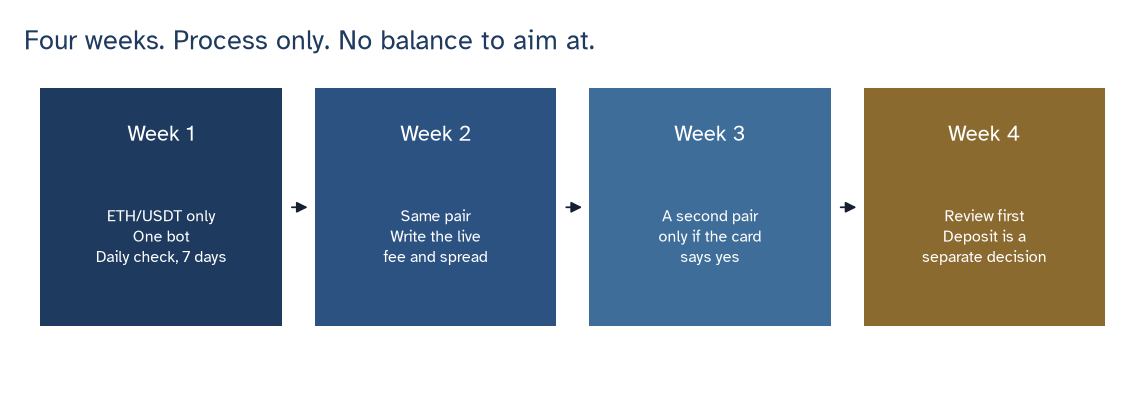 Four weeks. Process only. No balance to aim at.
Week 1
ETH/USDT only
One bot
Daily check, 7 days
Week 2
Same pair
Write the live
fee and spread
Week 3
A second pair
only if the card
says yes
Week 4
Review first
Deposit is a
separate decision